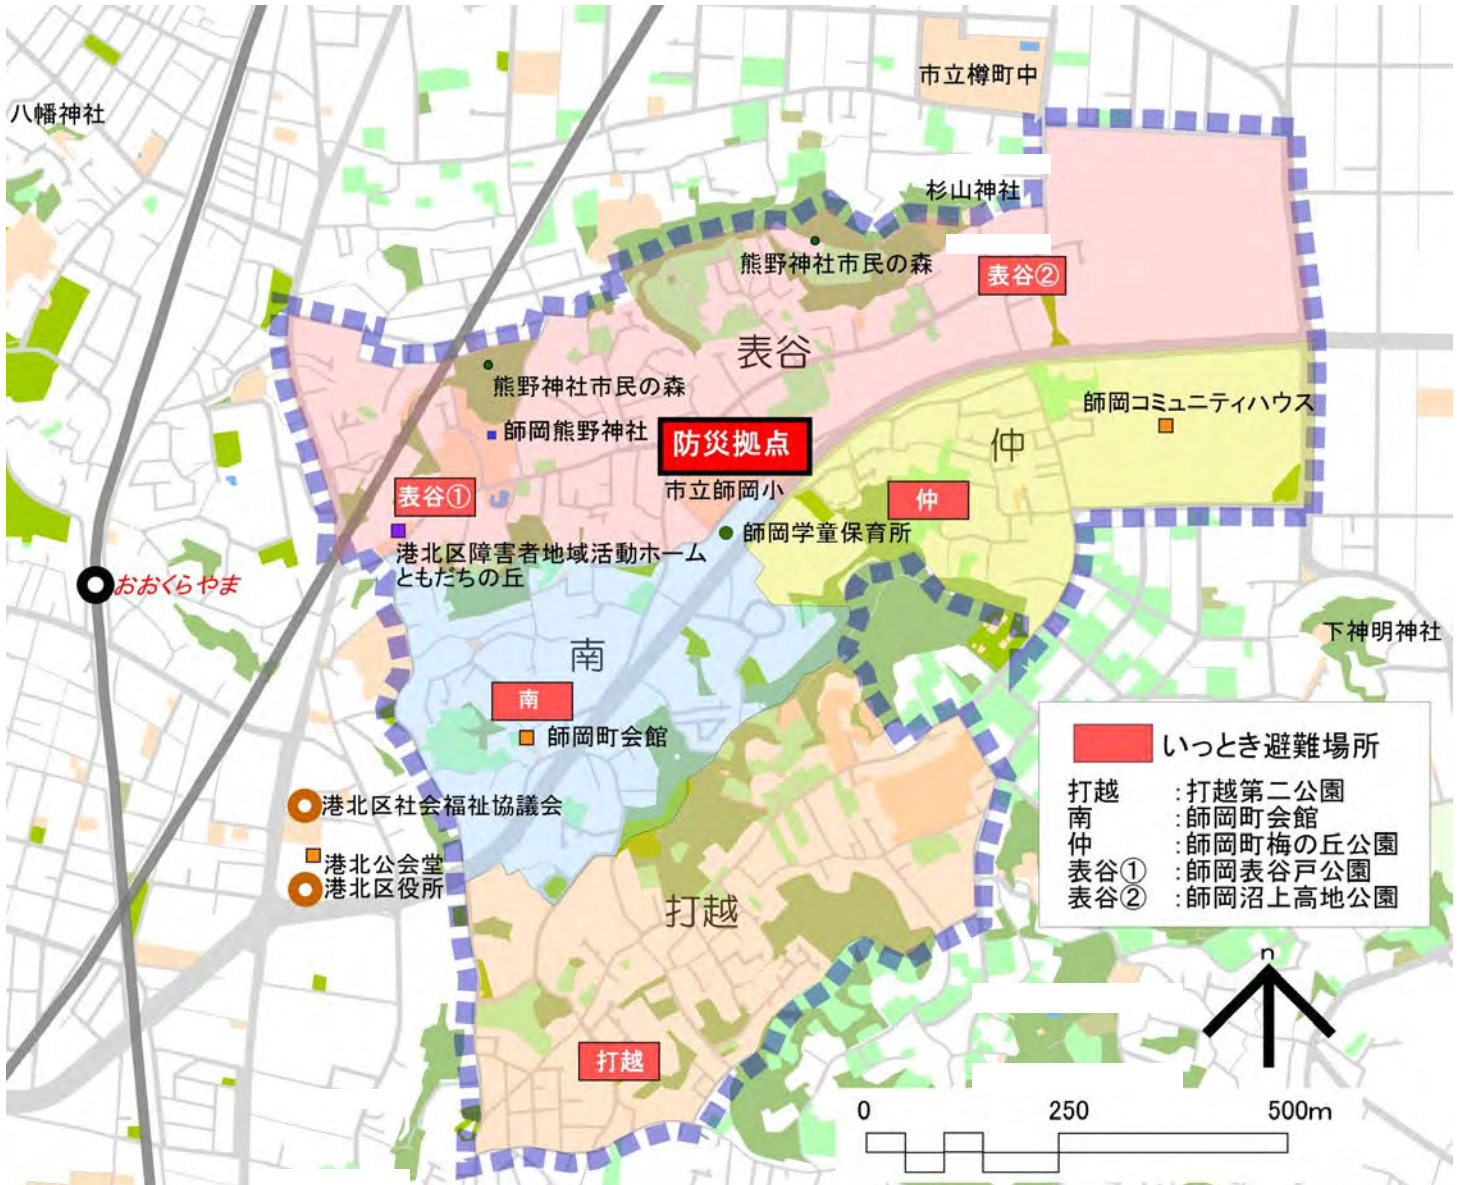 市立樽町中
八幡神社
杉山神社
熊野神社市民の森
表谷②
表谷
熊野神社市民の森
師岡コミュニティハウス
師岡熊野神社
防災拠点
仲
市立師岡小
表谷①
仲
師岡学童保育所
港北区障害者地域活動ホーム
ともだちの丘
おおくらやま
下神明神社
南
南
師岡町会館
いっとき避難場所
打越 :打越第二公園
南 :師岡町会館
仲 :師岡町梅の丘公園
表谷① :師岡表谷戸公園
表谷② :師岡沼上高地公園
港北区社会福祉協議会
港北公会堂
港北区役所
打越
n
打越
0 250 500m